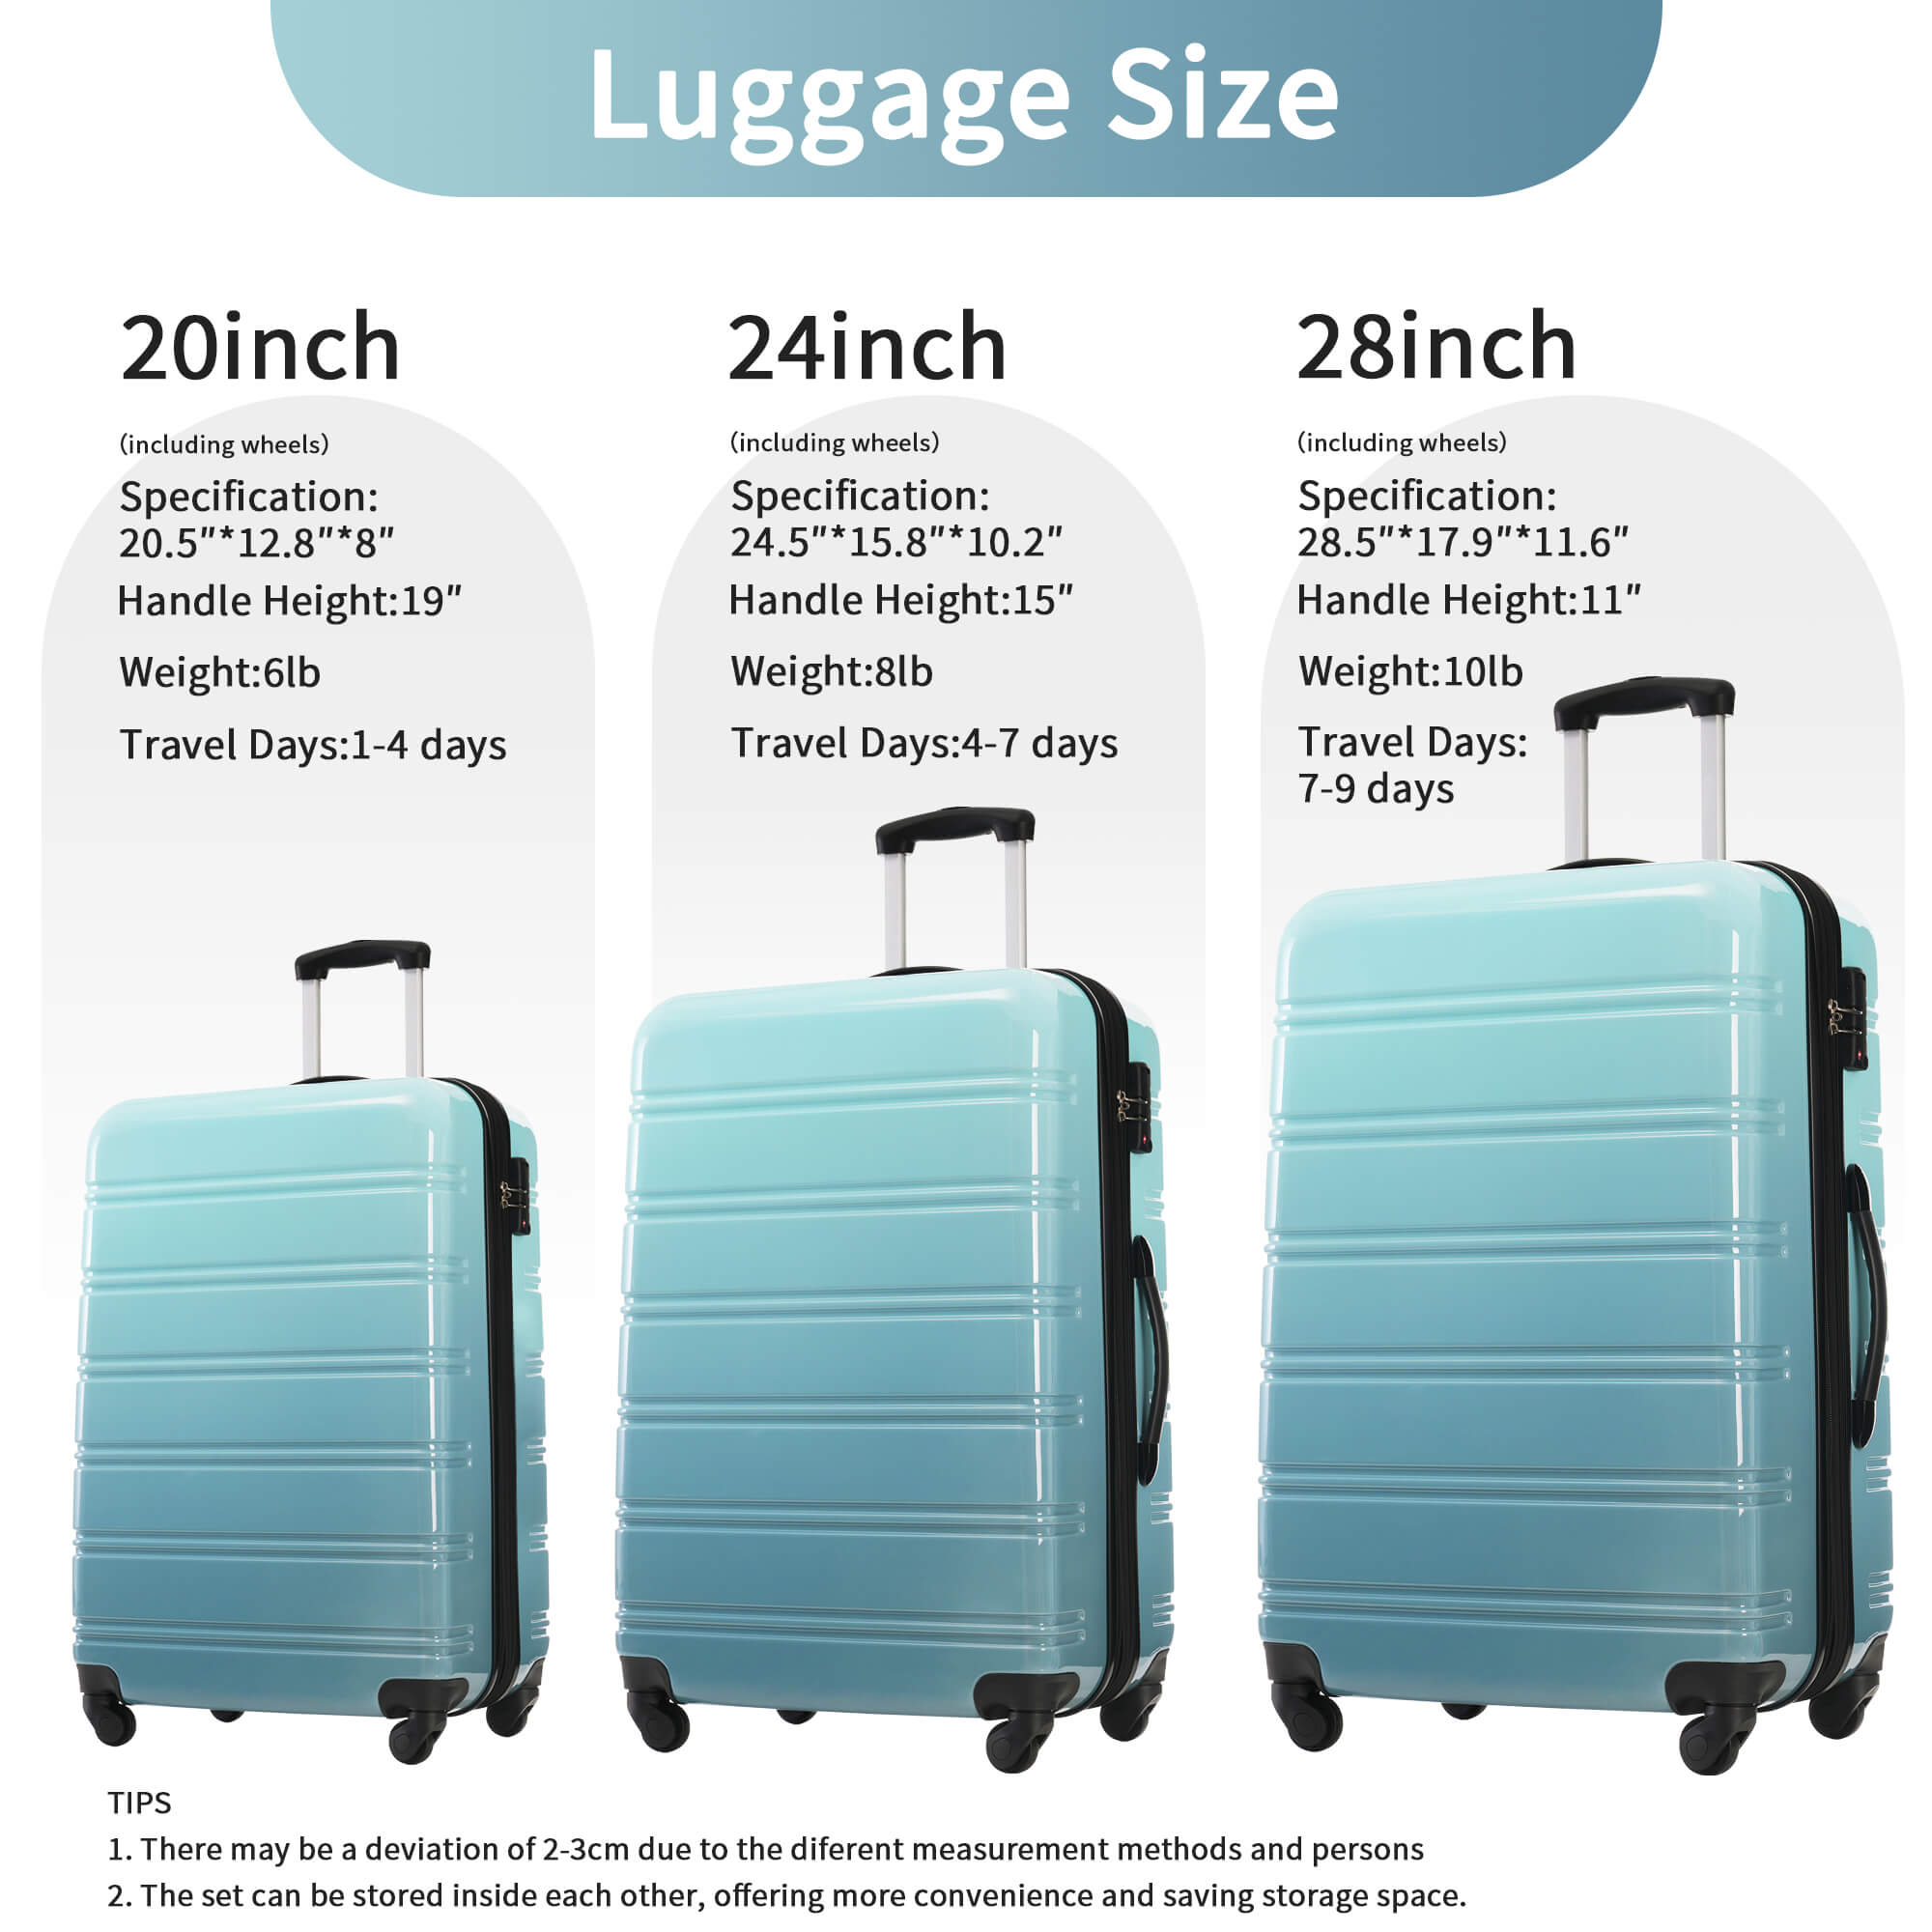 Luggage Size
20inch
(including wheels)
Specification:
20.5"*12.8"*8"
Handle Height:19"
Weight:6lb
Travel Days:1-4 days
24inch
(including wheels)
Specification:
24.5"*15.8"*10.2"
Handle Height:15"
Weight:8lb
Travel Days:4-7 days
28inch
(including wheels)
Specification:
28.5"*17.9"*11.6"
Handle Height:11"
Weight:10lb
Travel Days:
7-9 days
TIPS
1. There may be a deviation of 2-3cm due to the diferent measurement methods and persons
2. The set can be stored inside each other, offering more convenience and saving storage space.